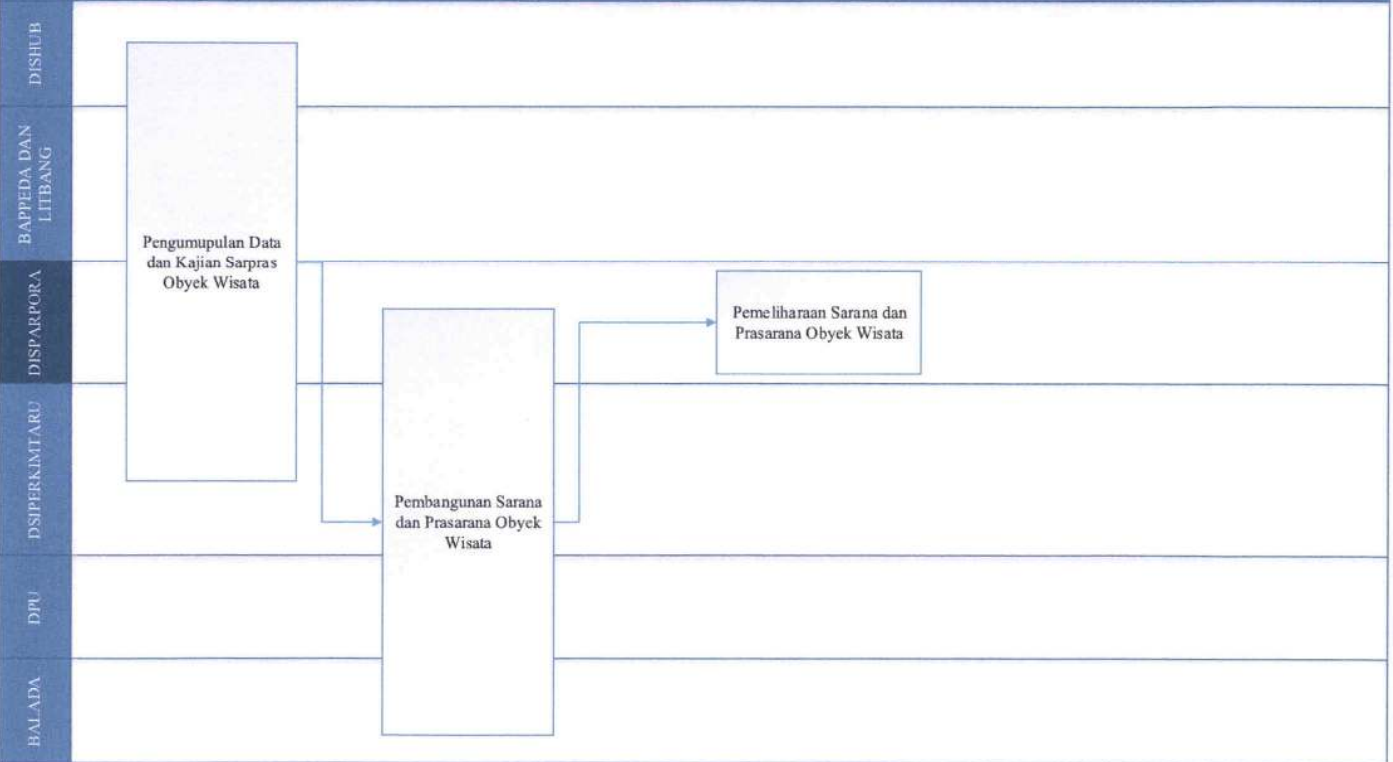 DISHUB
BAPPEDA DAN
LITBANG
DISPARPORA
DSIPERKIMTARU
DPU
BALADA
Pengumupulan Data
dan Kajian Sarpras
Obyek Wisata
Pembangunan Sarana
dan Prasarana Obyek
Wisata
Pemeliharaan Sarana dan
Prasarana Obyek Wisata